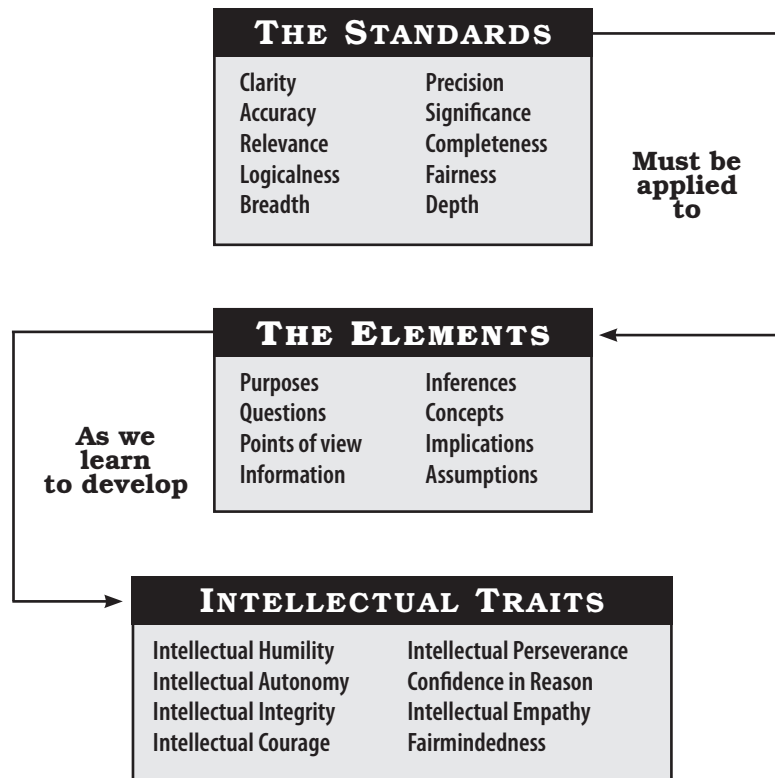 THE STANDARDS
Clarity Precision
Accuracy Significance
Relevance Completeness
Logicalness Fairness
Breadth Depth
Must be
applied
to
THE ELEMENTS
Purposes Inferences
Questions Concepts
Points of view Implications
Information Assumptions
As we
learn
to develop
INTELLECTUAL TRAITS
Intellectual Humility Intellectual Perseverance
Intellectual Autonomy Confidence in Reason
Intellectual Integrity Intellectual Empathy
Intellectual Courage Fairmindedness